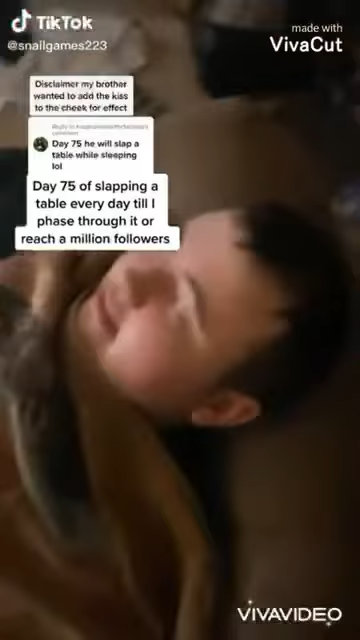 TikTok
@snailgames223
made with
VivaCut
Disclaimer my brother
wanted to add the kiss
to the cheek for effect
Day 75 he will slap a
table while sleeping
lol
Day 75 of slapping a
table every day till I
phase through it or
reach a million followers
VIVAVIDEO